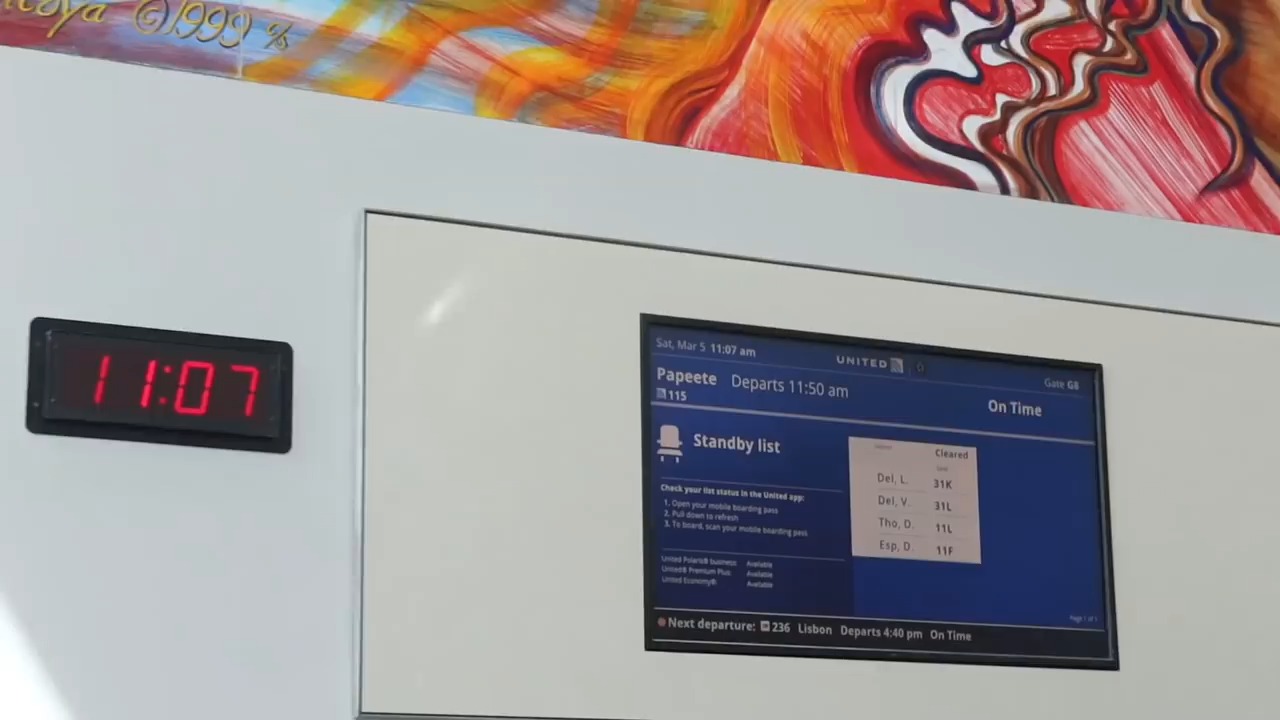 ©1999
11:07
Sat, Mar 5 11:07 am
UNITED
Gate G8
Papeete Departs 11:50 am
115
On Time
Standby list
Check your list status in the United app:
1. Open your mobile boarding pass
2. Pull down to refresh
3. To board, scan your mobile boarding pass
United Polaris® business: Available
United® Premium Plus: Available
United Economy®: Available
Cleared
Del, L. 31K
Del, V. 31L
Tho, D. 11L
Esp, D. 11F
Page 1 of 1
Next departure: 236 Lisbon Departs 4:40 pm On Time